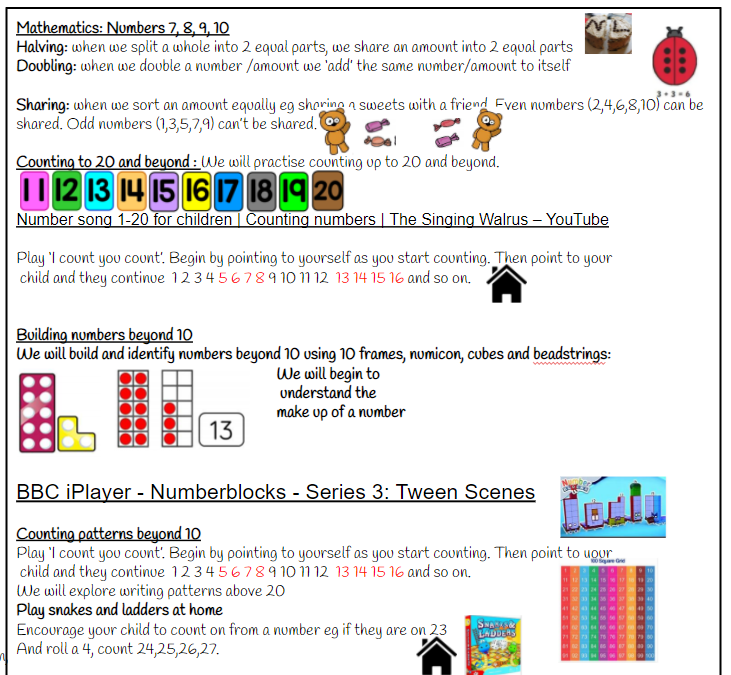 Mathematics: Numbers 7, 8, 9, 10
Halving: when we split a whole into 2 equal parts, we share an amount into 2 equal parts
Doubling: when we double a number /amount we 'add' the same number/amount to itself
3 + 3 = 6
Sharing: when we sort an amount equally eg sharing a sweets with a friend. Even numbers (2,4,6,8,10) can be
shared. Odd numbers (1,3,5,7,9) can't be shared.
Counting to 20 and beyond : We will practise counting up to 20 and beyond.
11 12 13 14 15 16 17 18 19 20
Number song 1-20 for children | Counting numbers | The Singing Walrus – YouTube
Play 'I count you count'. Begin by pointing to yourself as you start counting. Then point to your
child and they continue 1 2 3 4 5 6 7 8 9 10 11 12 13 14 15 16 and so on.
Building numbers beyond 10
We will build and identify numbers beyond 10 using 10 frames, numicon, cubes and beadstrings:
We will begin to
understand the
make up of a number
13
BBC iPlayer - Numberblocks - Series 3: Tween Scenes
Counting patterns beyond 10
Play 'I count you count'. Begin by pointing to yourself as you start counting. Then point to your
child and they continue 1 2 3 4 5 6 7 8 9 10 11 12 13 14 15 16 and so on.
100 Square Grid
We will explore writing patterns above 20
Play snakes and ladders at home
Encourage your child to count on from a number eg if they are on 23
And roll a 4, count 24,25,26,27.
SNAKES &
LADDERS